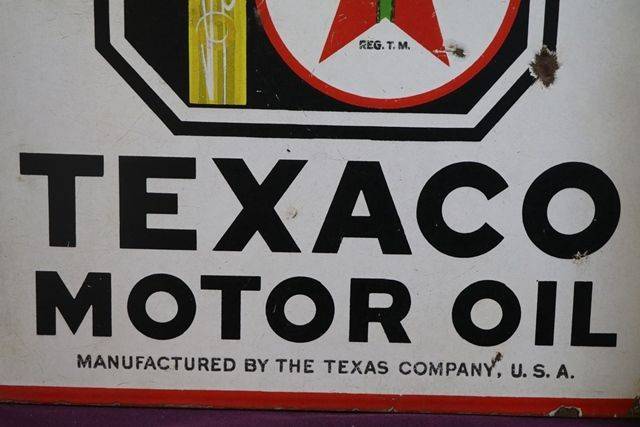 REG. T. M.
TEXACO
MOTOR OIL
MANUFACTURED BY THE TEXAS COMPANY, U. S. A.